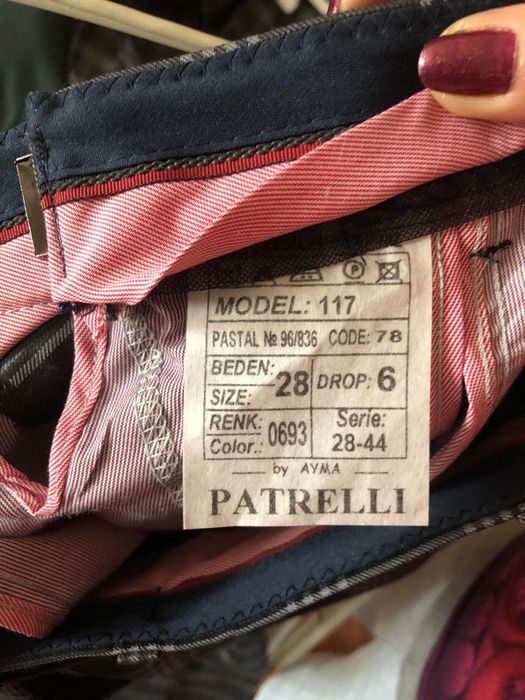 P
MODEL: 117
PASTAL № 96/836 CODE: 78
BEDEN:
SIZE: 28 DROP: 6
RENK: Serie:
Color.: 0693 28-44
by AYMA
PATRELLI